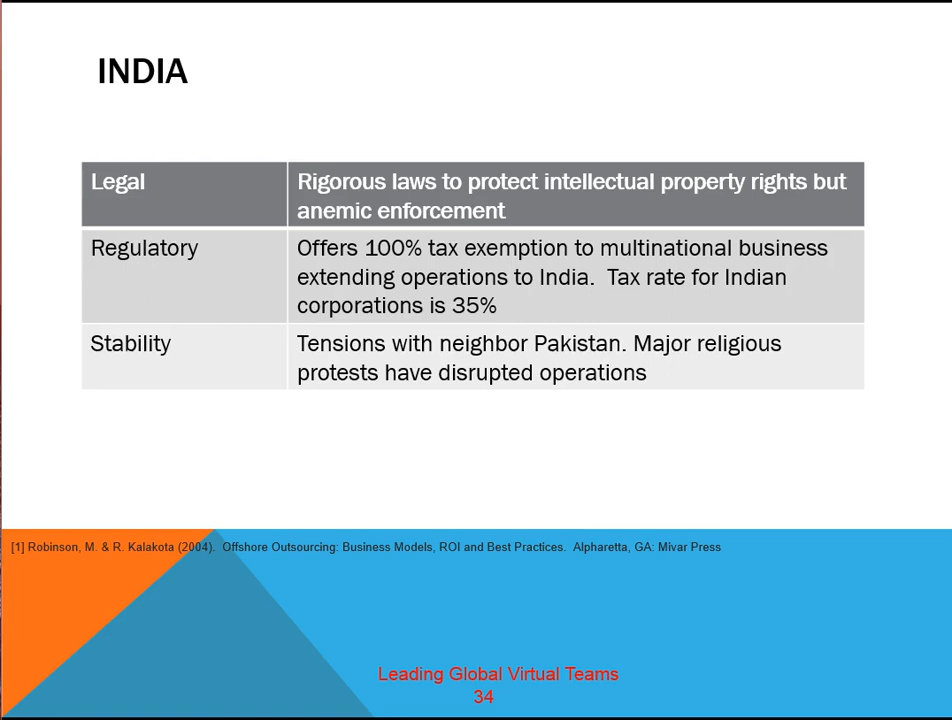 INDIA
Legal
Rigorous laws to protect intellectual property rights but
anemic enforcement
Regulatory
Offers 100% tax exemption to multinational business
extending operations to India.  Tax rate for Indian
corporations is 35%
Stability
Tensions with neighbor Pakistan. Major religious
protests have disrupted operations
[1] Robinson, M. & R. Kalakota (2004).  Offshore Outsourcing: Business Models, ROI and Best Practices.  Alpharetta, GA: Mivar Press
Leading Global Virtual Teams
34